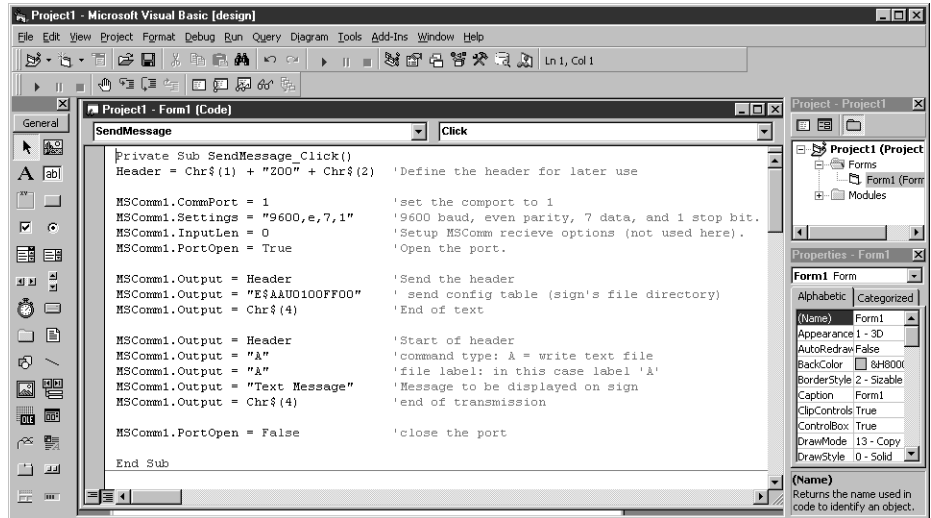 Project1 - Microsoft Visual Basic [design]
File Edit View Project Format Debug Run Query Diagram Tools Add-Ins Window Help
Ln 1, Col 1
General
Project1 - Form1 (Code)
SendMessage Click
Private Sub SendMessage_Click()
Header = Chr$(1) + "Z00" + Chr$(2) 'Define the header for later use
MSComm1.CommPort = 1 'set the comport to 1
MSComm1.Settings = "9600,e,7,1" '9600 baud, even parity, 7 data, and 1 stop bit.
MSComm1.InputLen = 0 'Setup MSComm recieve options (not used here).
MSComm1.PortOpen = True 'Open the port.
MSComm1.Output = Header 'Send the header
MSComm1.Output = "E$AAU0100FF00" ' send config table (sign's file directory)
MSComm1.Output = Chr$(4) 'End of text
MSComm1.Output = Header 'Start of header
MSComm1.Output = "A" 'command type: A = write text file
MSComm1.Output = "A" 'file label: in this case label 'A'
MSComm1.Output = "Text Message" 'Message to be displayed on sign
MSComm1.Output = Chr$(4) 'end of transmission
MSComm1.PortOpen = False 'close the port
End Sub
Project - Project1
Project1 (Project
Forms
Form1 (Form
Modules
Properties - Form1
Form1 Form
Alphabetic Categorized
(Name) Form1
Appearance 1 - 3D
AutoRedraw False
BackColor &H8000
BorderStyle 2 - Sizable
Caption Form1
ClipControls True
ControlBox True
DrawMode 13 - Copy
DrawStyle 0 - Solid
(Name)
Returns the name used in
code to identify an object.